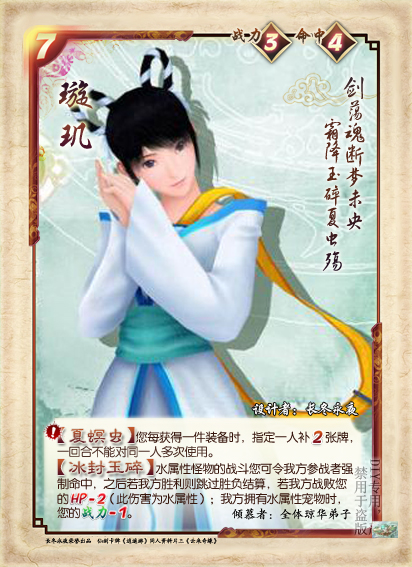 7
战力 3 命中 4
璇玑
剑荡魂断梦未央
霜降玉碎夏虫殇
设计者：长冬永夜
【夏螟虫】您每获得一件装备时，指定一人补2张牌，
一回合不能对同一人多次使用。
【冰封玉碎】水属性怪物的战斗您可令我方参战者强
制命中，之后若我方胜利则跳过胜负结算，若我方战败您
的HP-2（此伤害为水属性）；我方拥有水属性宠物时，
您的战力-1。
倾慕者：全体琼华弟子
禁用于盗版